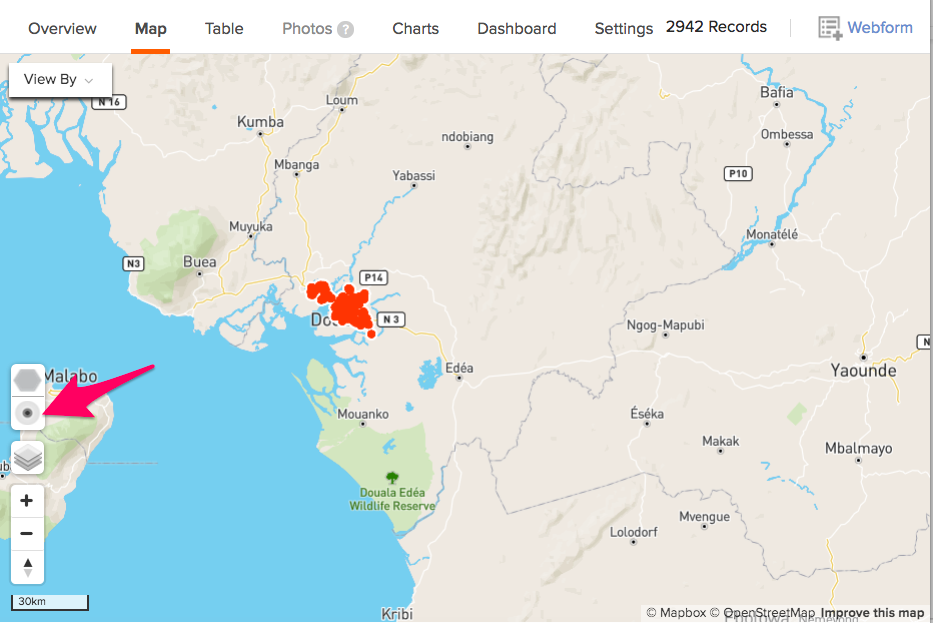 Overview Map Table Photos ? Charts Dashboard Settings 2942 Records Webform
View By
N 16
Loum
Bafia
Kumba
Ombessa
ndobiang
Mbanga
P10
Yabassi
Muyuka
Monatélé
N3
Buea
P14
N 3
Ngog-Mapubi
N
Edéa
Yaounde
Malabo
Mouanko
Éséka
Makak
Mbalmayo
Douala Edéa
Wildlife Reserve
Mvengue
Lolodorf
30km
Kribi
© Mapbox © OpenStreetMap Improve this map